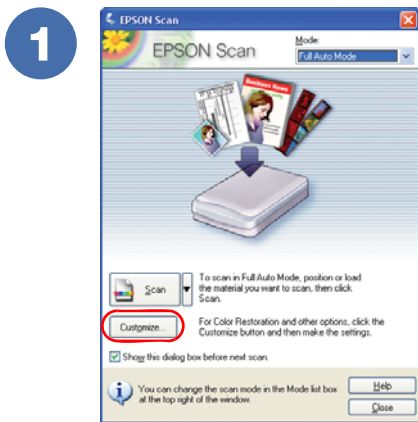 1
EPSON Scan
EPSON Scan
Mode:
Full Auto Mode
Business News
Scan
To scan in Full Auto Mode, position or load
the material you want to scan, then click
Scan.
Customize...
For Color Restoration and other options, click the
Customize button and then make the settings.
Show this dialog box before next scan.
You can change the scan mode in the Mode list box
at the top right of the window.
Help
Close